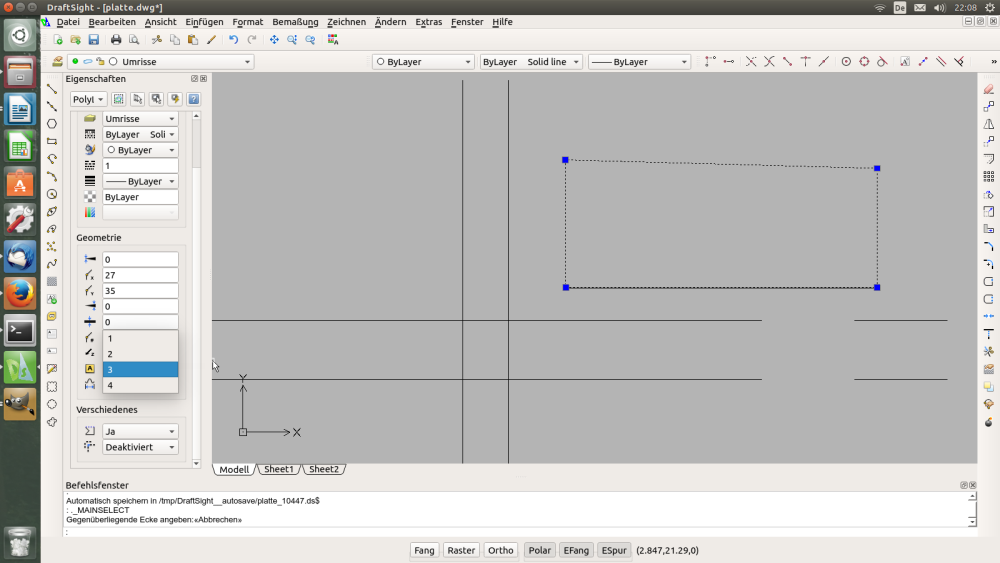 DraftSight - [platte.dwg*]
De
22:08
Datei Bearbeiten Ansicht Einfügen Format Bemaßung Zeichnen Ändern Extras Fenster Hilfe
Umrisse
ByLayer
ByLayer Solid line
ByLayer
»
Eigenschaften
Umrisse
ByLayer Soli
ByLayer
1
ByLayer
ByLayer
Geometrie
0
27
35
0
0
1
2
3
4
Verschiedenes
Ja
Deaktiviert
Y
X
Modell Sheet1 Sheet2
Befehlsfenster
Automatisch speichern in /tmp/DraftSight__autosave/platte_10447.ds$
: ._MAINSELECT
Gegenüberliegende Ecke angeben:«Abbrechen»
:
Fang Raster Ortho Polar EFang ESpur (2.847,21.29,0)